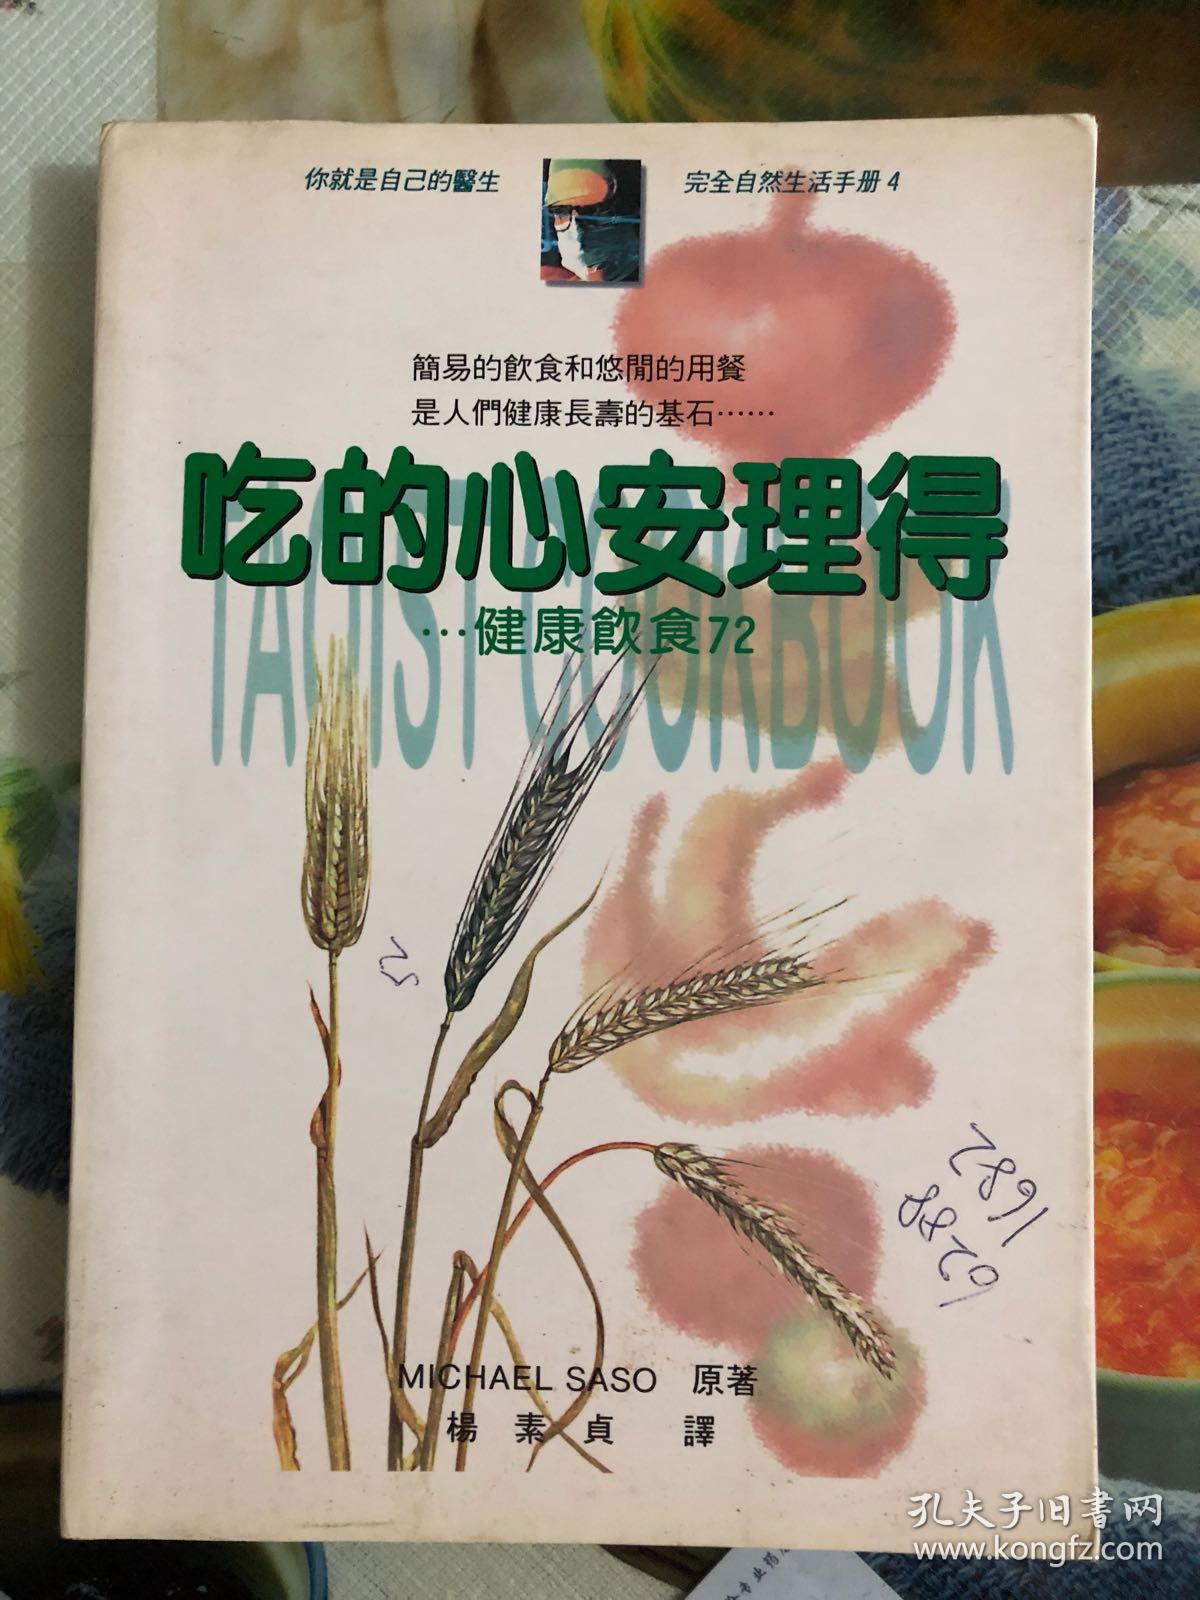 你就是自己的醫生
完全自然生活手册 4
簡易的飲食和悠閒的用餐
是人們健康長壽的基石……
吃的心安理得
TAOIST COOKBOOK
…健康飲食72
MICHAEL SASO 原著
楊素貞 譯
孔夫子旧书网
www.kongfz.com